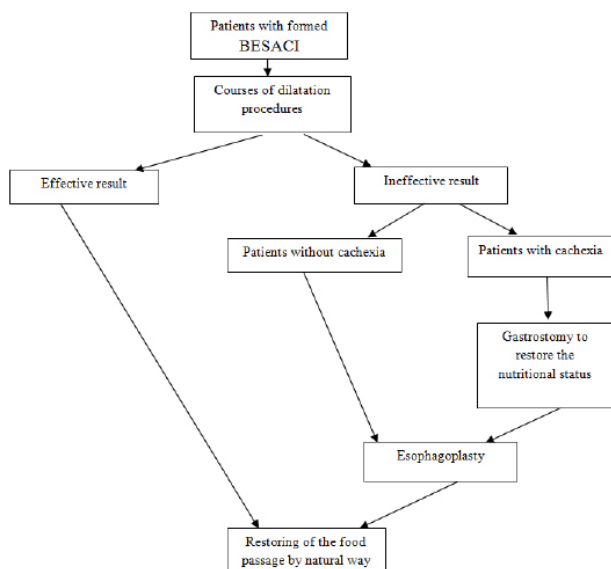 Patients with formed
BESACI
Courses of dilatation
procedures
Effective result
Ineffective result
Patients without cachexia
Patients with cachexia
Gastrostomy to
restore the
nutritional status
Esophagoplasty
Restoring of the food
passage by natural way